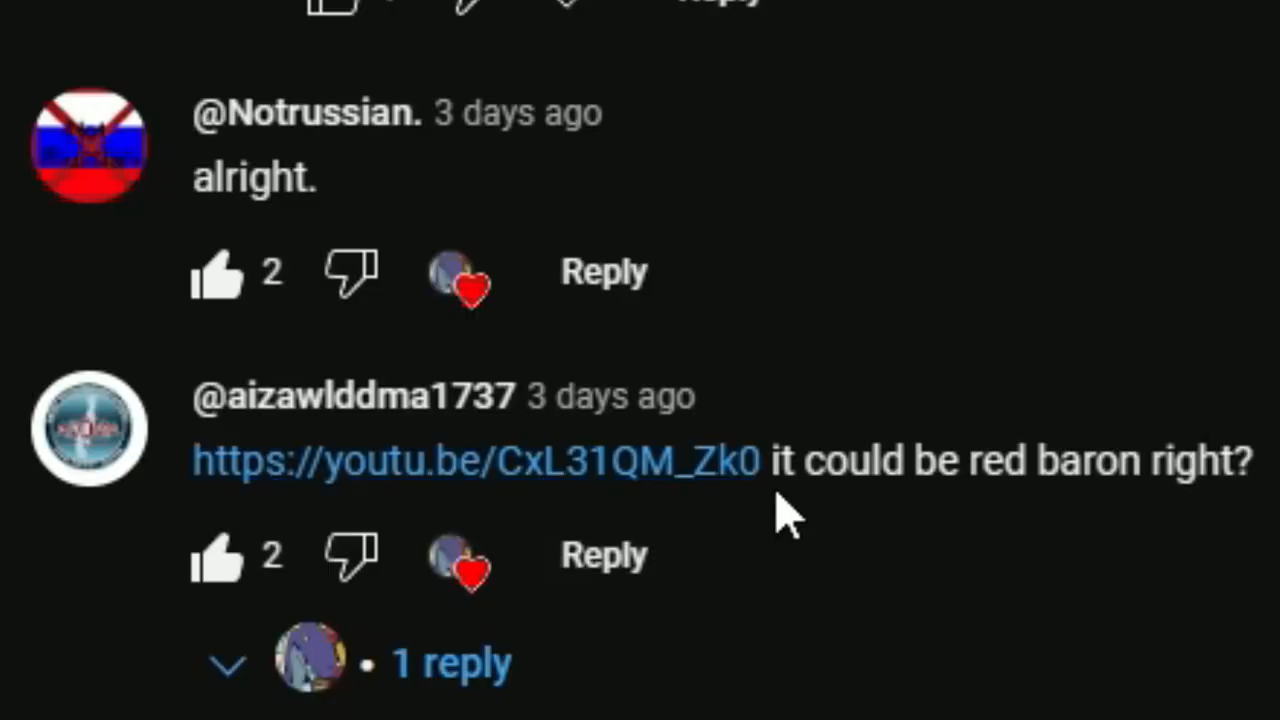 Reply
@Notrussian. 3 days ago
alright.
2 Reply
@aizawlddma1737 3 days ago
https://youtu.be/CxL31QM_Zk0 it could be red baron right?
2 Reply
• 1 reply